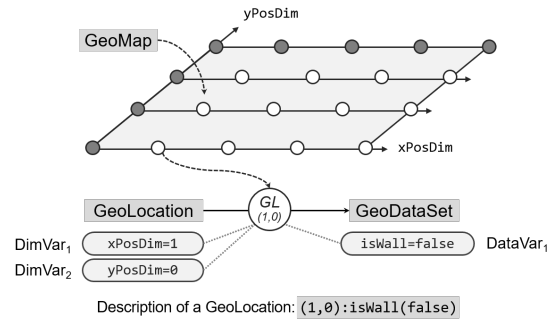 yPosDim
GeoMap
xPosDim
GL
(1,0)
GeoLocation
GeoDataSet
DimVar1 xPosDim=1
isWall=false DataVar1
DimVar2 yPosDim=0
Description of a GeoLocation: (1,0):isWall(false)